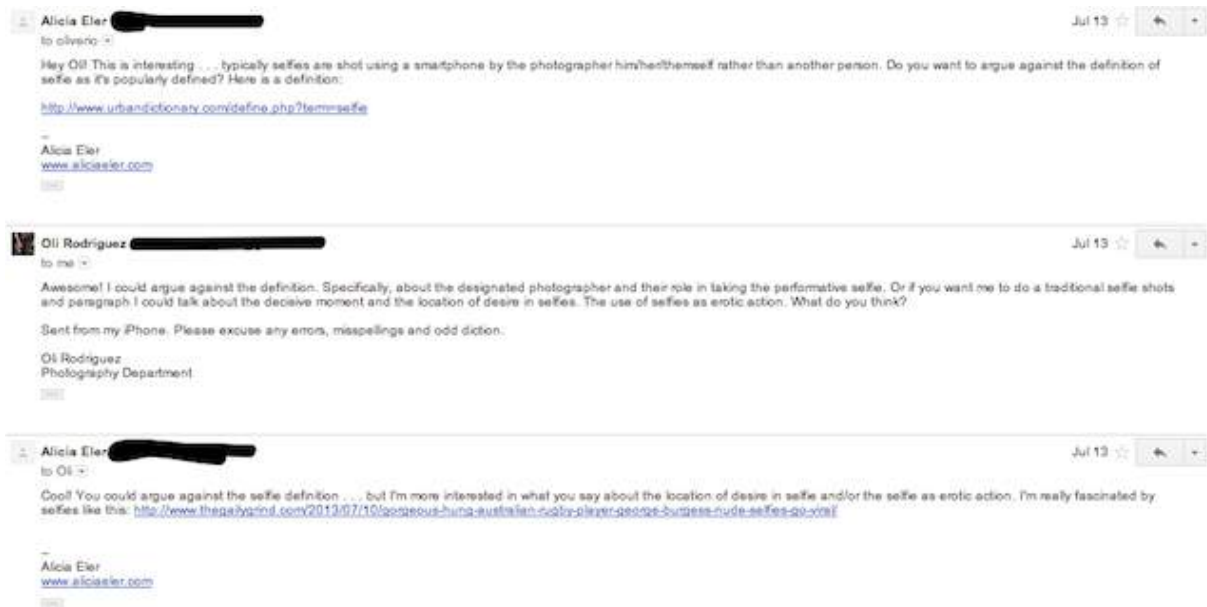 Alicia Eler
Jul 13
to oliverio
Hey Oli! This is interesting . . . typically selfies are shot using a smartphone by the photographer him/her/themself rather than another person. Do you want to argue against the definition of
selfie as it's popularly defined? Here is a definition:
http://www.urbandictionary.com/define.php?term=selfie
--
Alicia Eler
www.aliciaeler.com
Oli Rodriguez
Jul 13
to me
Awesome! I could argue against the definition. Specifically, about the designated photographer and their role in taking the performative selfie. Or if you want me to do a traditional selfie shots
and paragraph I could talk about the decisive moment and the location of desire in selfies. The use of selfies as erotic action. What do you think?
Sent from my iPhone. Please excuse any errors, misspellings and odd diction.
Oli Rodriguez
Photography Department
Alicia Eler
Jul 13
to Oli
Cool! You could argue against the selfie definition . . . but I'm more interested in what you say about the location of desire in selfie and/or the selfie as erotic action. I'm really fascinated by
selfies like this: http://www.thegailygrind.com/2013/07/10/gorgeous-hung-australian-rugby-player-george-burgess-nude-selfies-go-viral/
--
Alicia Eler
www.aliciaeler.com